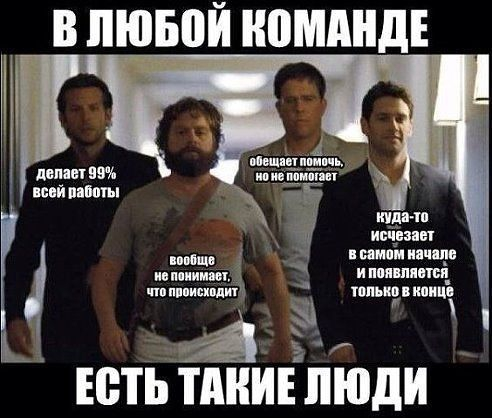 В ЛЮБОЙ КОМАНДЕ
делает 99%
всей работы
вообще
не понимает,
что происходит
обещает помочь,
но не помогает
куда-то
исчезает
в самом начале
и появляется
только в конце
ЕСТЬ ТАКИЕ ЛЮДИ